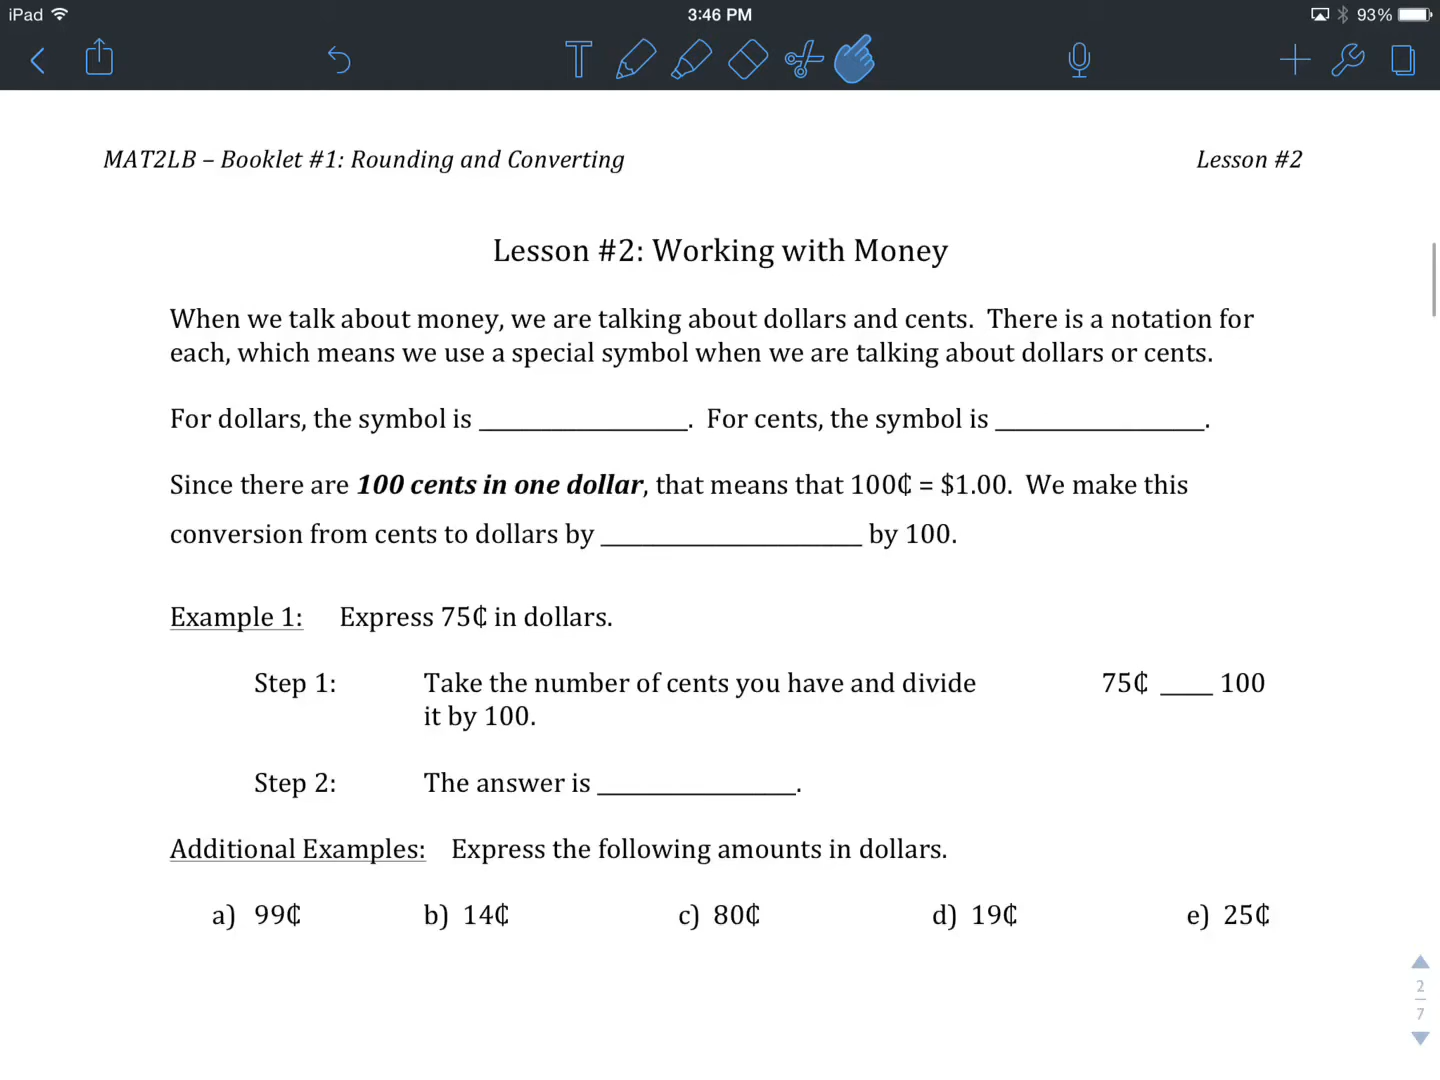 iPad 3:46 PM 93%
T
MAT2LB – Booklet #1: Rounding and Converting Lesson #2
Lesson #2: Working with Money
When we talk about money, we are talking about dollars and cents. There is a notation for
each, which means we use a special symbol when we are talking about dollars or cents.
For dollars, the symbol is ________________. For cents, the symbol is ________________.
Since there are 100 cents in one dollar, that means that 100₵ = $1.00. We make this
conversion from cents to dollars by ____________________ by 100.
Example 1: Express 75₵ in dollars.
Step 1: Take the number of cents you have and divide 75₵ ____ 100
it by 100.
Step 2: The answer is _______________.
Additional Examples: Express the following amounts in dollars.
a) 99₵ b) 14₵ c) 80₵ d) 19₵ e) 25₵
2
7